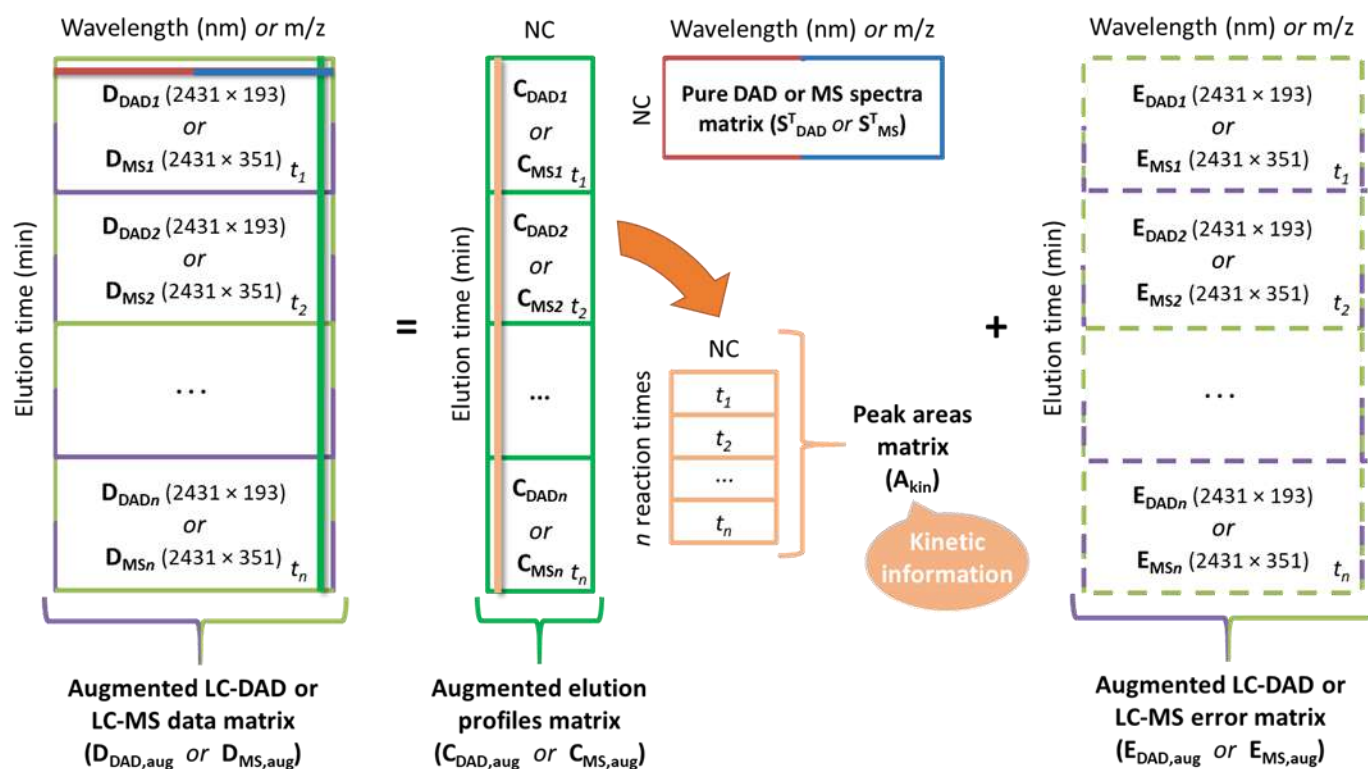 Wavelength (nm) or m/z
Elution time (min)
D_DAD1 (2431 × 193)
or
D_MS1 (2431 × 351) t_1
D_DAD2 (2431 × 193)
or
D_MS2 (2431 × 351) t_2
...
D_DADn (2431 × 193)
or
D_MSn (2431 × 351) t_n
Augmented LC-DAD or
LC-MS data matrix
(D_DAD,aug or D_MS,aug)
=
NC
Elution time (min)
C_DAD1
or
C_MS1 t_1
C_DAD2
or
C_MS2 t_2
...
C_DADn
or
C_MSn t_n
Augmented elution
profiles matrix
(C_DAD,aug or C_MS,aug)
Wavelength (nm) or m/z
NC
Pure DAD or MS spectra
matrix (S^T_DAD or S^T_MS)
NC
n reaction times
t_1
t_2
...
t_n
Peak areas
matrix
(A_kin)
Kinetic
information
+
Wavelength (nm) or m/z
Elution time (min)
E_DAD1 (2431 × 193)
or
E_MS1 (2431 × 351) t_1
E_DAD2 (2431 × 193)
or
E_MS2 (2431 × 351) t_2
...
E_DADn (2431 × 193)
or
E_MSn (2431 × 351) t_n
Augmented LC-DAD or
LC-MS error matrix
(E_DAD,aug or E_MS,aug)